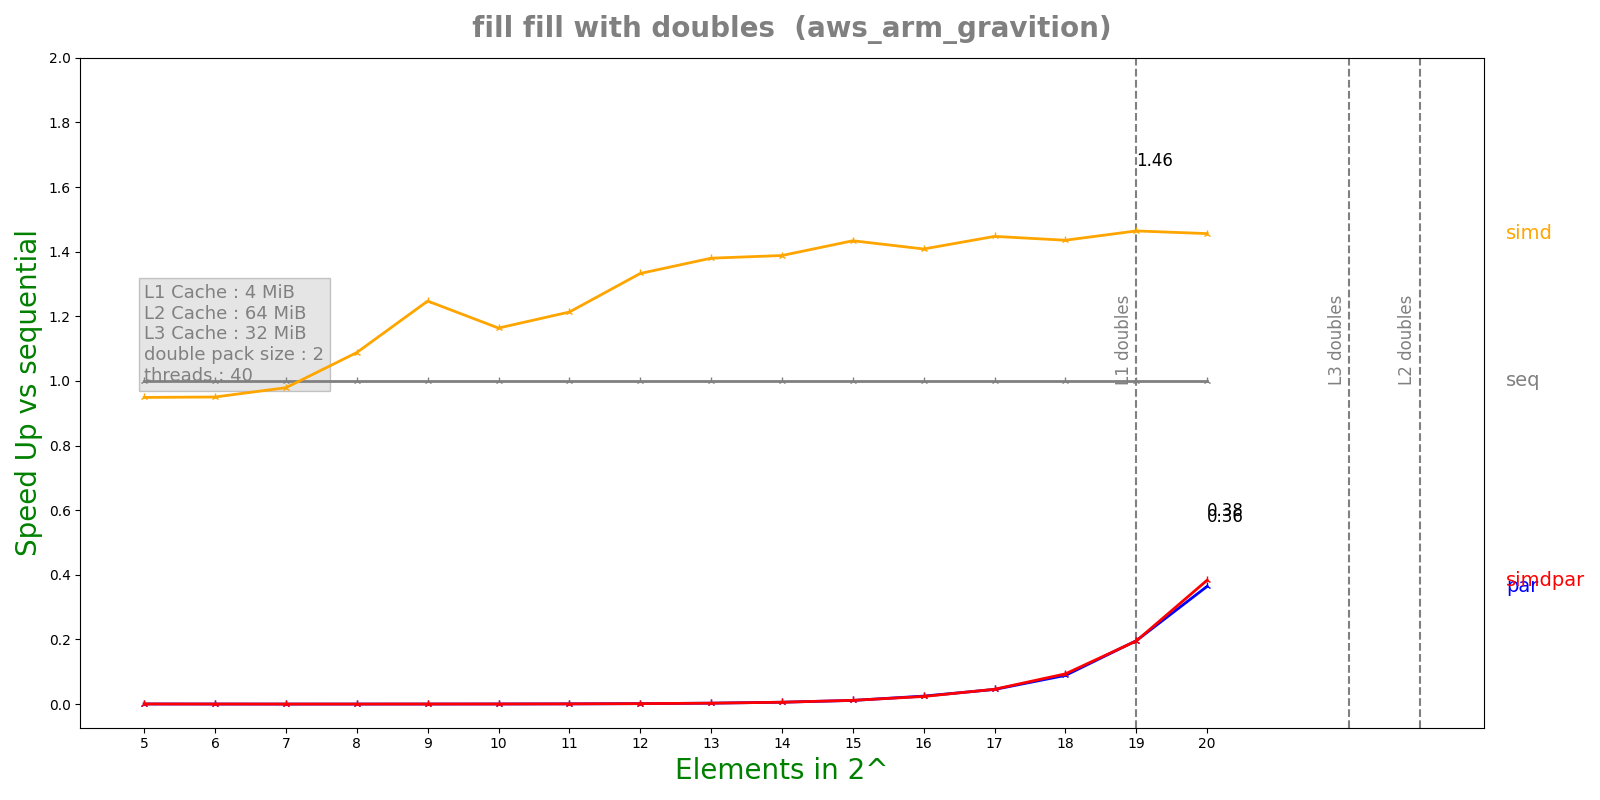 fill fill with doubles  (aws_arm_gravition)
Speed Up vs sequential
2.0
1.8
1.6
1.4
1.2
1.0
0.8
0.6
0.4
0.2
0.0
L1 Cache : 4 MiB
L2 Cache : 64 MiB
L3 Cache : 32 MiB
double pack size : 2
threads : 40
1.46
0.38
0.36
L1 doubles
L3 doubles
L2 doubles
simd
seq
simdpar
par
5 6 7 8 9 10 11 12 13 14 15 16 17 18 19 20
Elements in 2^